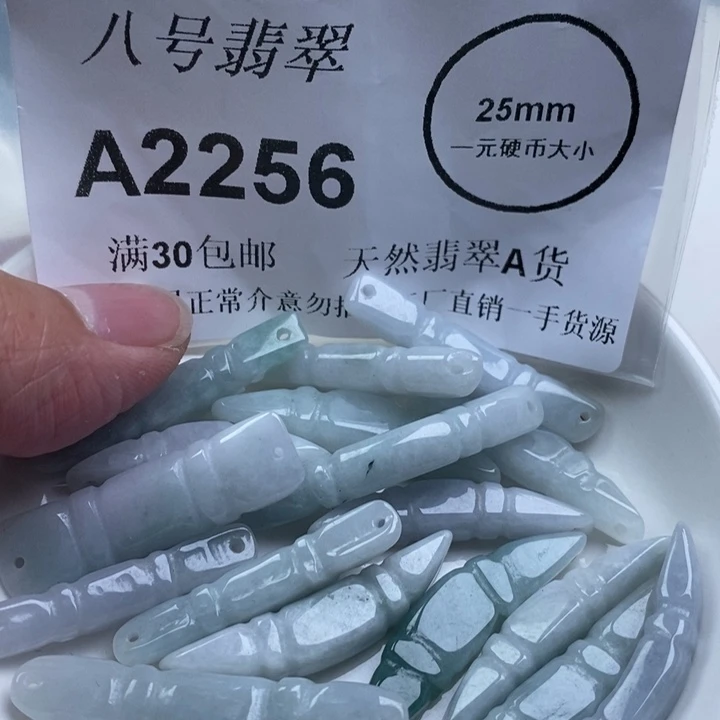 八号翡翠
25mm
一元硬币大小
A2256
满30包邮 天然翡翠A货
正常介意勿拍 厂直销一手货源